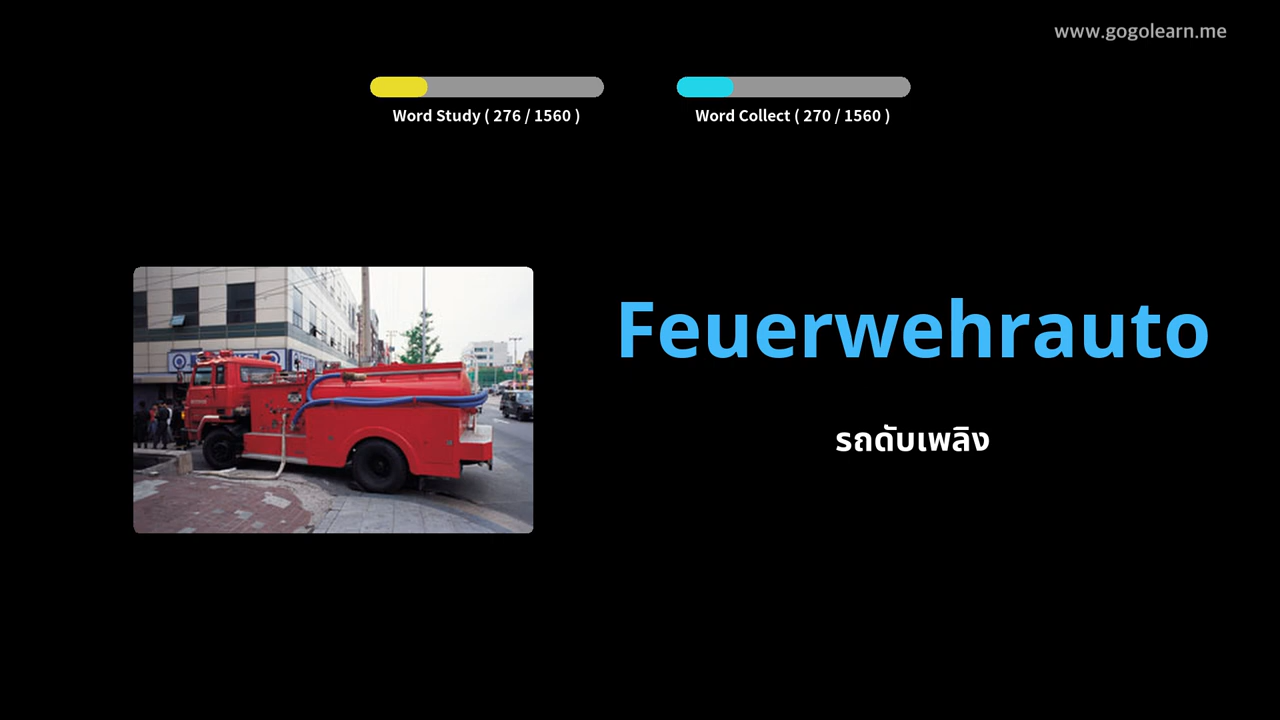 www.gogolearn.me
Word Study ( 276 / 1560 )
Word Collect ( 270 / 1560 )
Feuerwehrauto
รถดับเพลิง